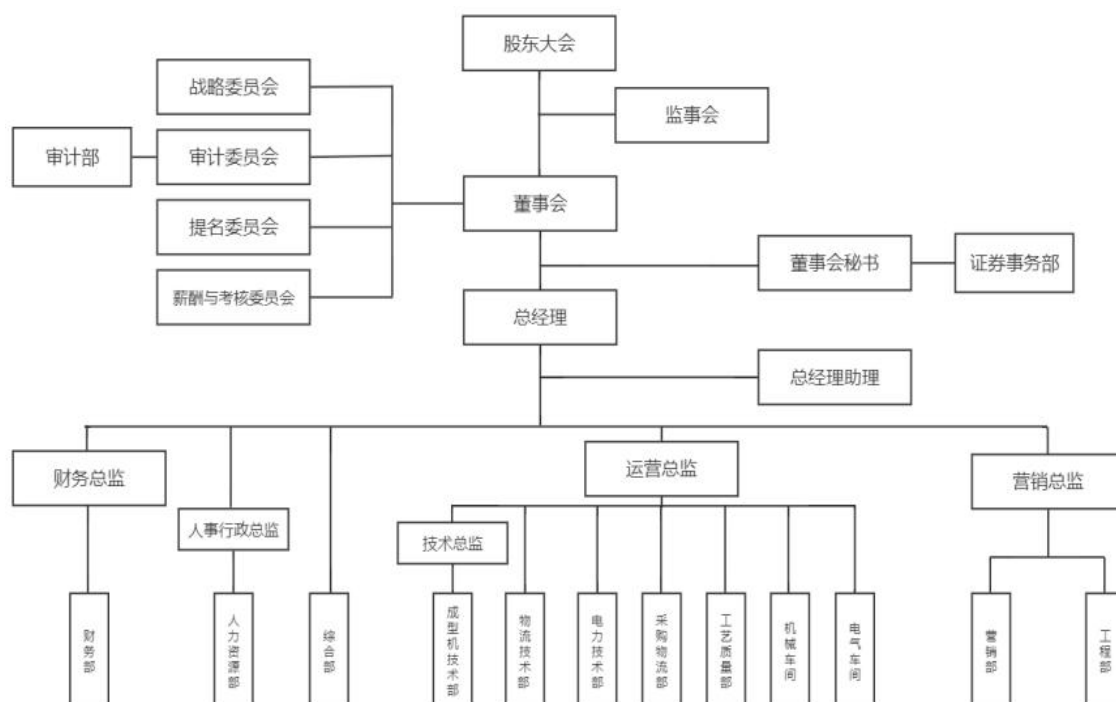 股东大会
战略委员会
监事会
审计部
审计委员会
董事会
提名委员会
董事会秘书
证券事务部
薪酬与考核委员会
总经理
总经理助理
财务总监
运营总监
营销总监
人事行政总监
技术总监
财务部
人力资源部
综合部
成型机技术部
物流技术部
电力技术部
采购物流部
工艺质量部
机械车间
电气车间
营销部
工程部